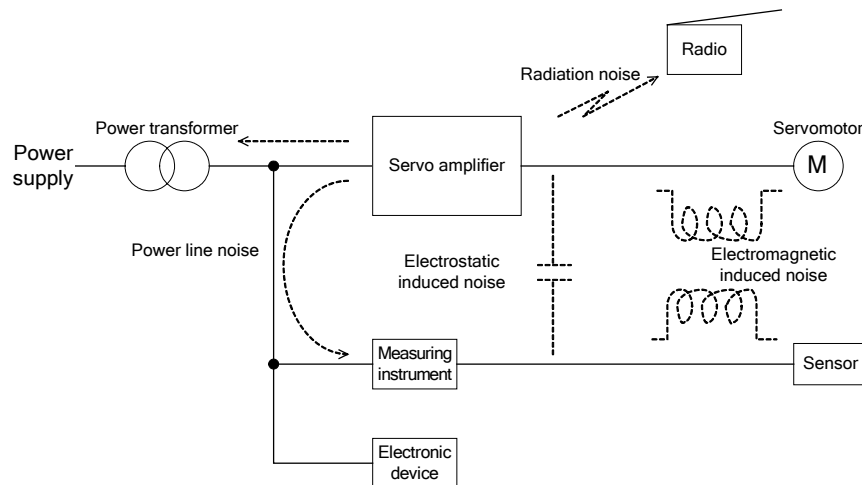 Radio
Radiation noise
Power transformer
Servomotor
Power
supply
Servo amplifier
M
Power line noise
Electrostatic
induced noise
Electromagnetic
induced noise
Measuring
instrument
Sensor
Electronic
device